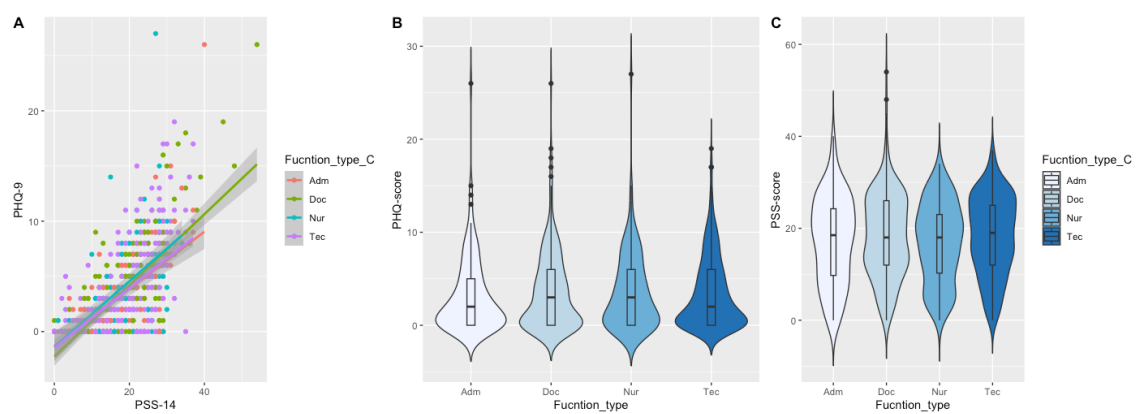 A
PHQ-9
20
10
0
0
20
40
PSS-14
Fucntion_type_C
Adm
Doc
Nur
Tec
B
PHQ-score
30
20
10
0
Adm
Doc
Nur
Tec
Fucntion_type
C
PSS-score
60
40
20
0
Adm
Doc
Nur
Tec
Fucntion_type
Fucntion_type_C
Adm
Doc
Nur
Tec